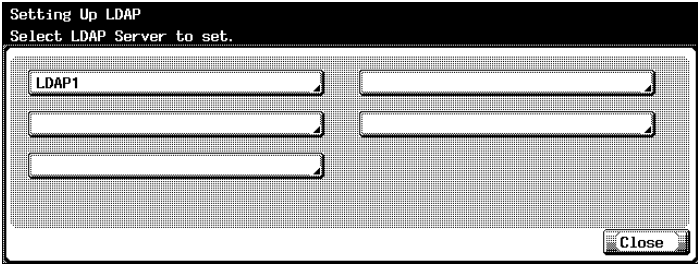 Setting Up LDAP
Select LDAP Server to set.
LDAP1
Close